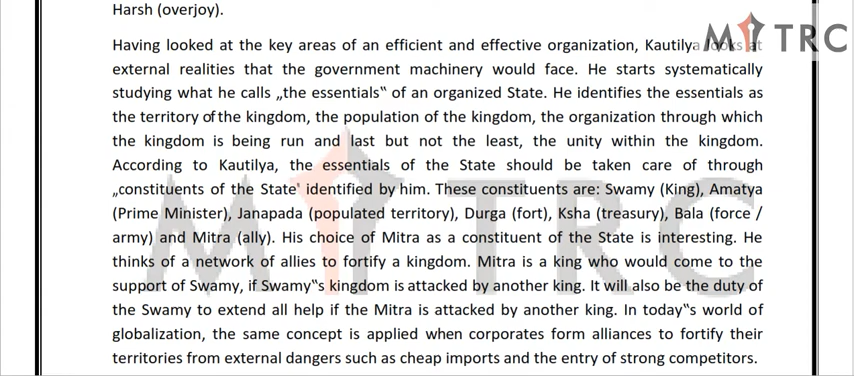 Harsh (overjoy).
MITRC
Having looked at the key areas of an efficient and effective organization, Kautilya looks at
external realities that the government machinery would face. He starts systematically
studying what he calls „the essentials‟ of an organized State. He identifies the essentials as
the territory of the kingdom, the population of the kingdom, the organization through which
the kingdom is being run and last but not the least, the unity within the kingdom.
According to Kautilya, the essentials of the State should be taken care of through
„constituents of the State' identified by him. These constituents are: Swamy (King), Amatya
(Prime Minister), Janapada (populated territory), Durga (fort), Ksha (treasury), Bala (force /
army) and Mitra (ally). His choice of Mitra as a constituent of the State is interesting. He
thinks of a network of allies to fortify a kingdom. Mitra is a king who would come to the
support of Swamy, if Swamy‟s kingdom is attacked by another king. It will also be the duty of
the Swamy to extend all help if the Mitra is attacked by another king. In today‟s world of
globalization, the same concept is applied when corporates form alliances to fortify their
territories from external dangers such as cheap imports and the entry of strong competitors.
MITRC